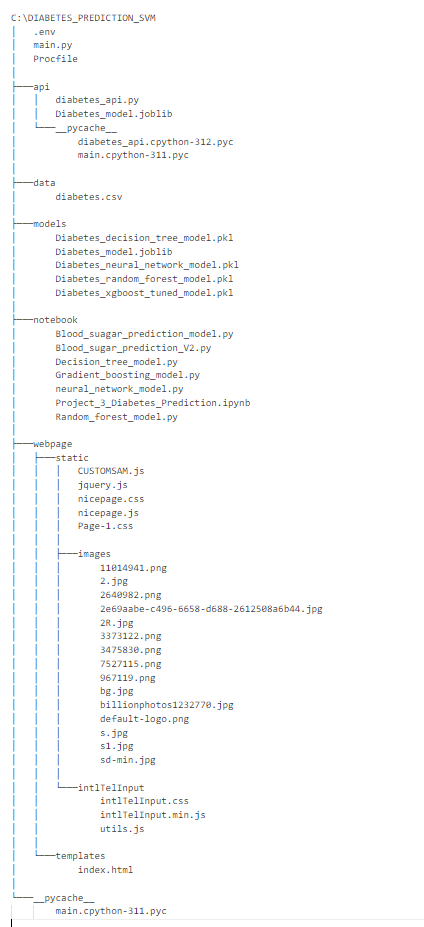 C:\DIABETES_PREDICTION_SVM
│   .env
│   main.py
│   Procfile
│
├───api
│   │   diabetes_api.py
│   │   Diabetes_model.joblib
│   └───__pycache__
│           diabetes_api.cpython-312.pyc
│           main.cpython-311.pyc
│
├───data
│       diabetes.csv
│
├───models
│       Diabetes_decision_tree_model.pkl
│       Diabetes_model.joblib
│       Diabetes_neural_network_model.pkl
│       Diabetes_random_forest_model.pkl
│       Diabetes_xgboost_tuned_model.pkl
│
├───notebook
│       Blood_suagar_prediction_model.py
│       Blood_sugar_prediction_V2.py
│       Decision_tree_model.py
│       Gradient_boosting_model.py
│       neural_network_model.py
│       Project_3_Diabetes_Prediction.ipynb
│       Random_forest_model.py
│
├───webpage
│   ├───static
│   │   │   CUSTOMSAM.js
│   │   │   jquery.js
│   │   │   nicepage.css
│   │   │   nicepage.js
│   │   │   Page-1.css
│   │   │
│   │   ├───images
│   │   │       11014941.png
│   │   │       2.jpg
│   │   │       2640982.png
│   │   │       2e69aabe-c496-6658-d688-2612508a6b44.jpg
│   │   │       2R.jpg
│   │   │       3373122.png
│   │   │       3475830.png
│   │   │       7527115.png
│   │   │       967119.png
│   │   │       bg.jpg
│   │   │       billionphotos1232770.jpg
│   │   │       default-logo.png
│   │   │       s.jpg
│   │   │       s1.jpg
│   │   │       sd-min.jpg
│   │   │
│   │   └───intlTelInput
│   │           intlTelInput.css
│   │           intlTelInput.min.js
│   │           utils.js
│   │
│   └───templates
│           index.html
│
└───__pycache__
        main.cpython-311.pyc